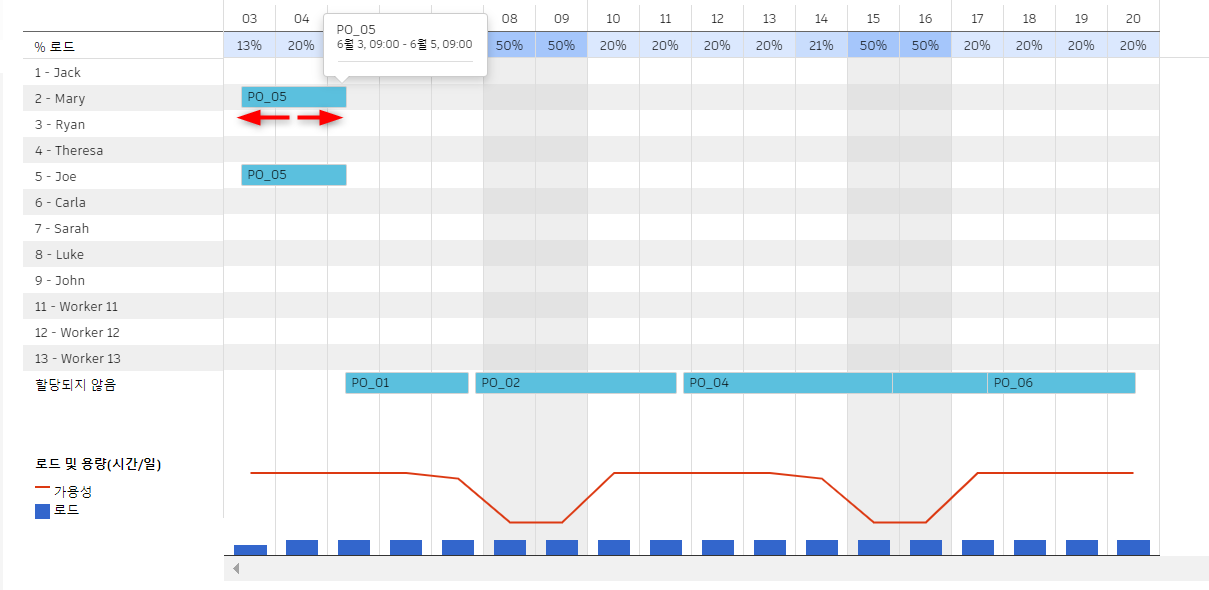 03 04 08 09 10 11 12 13 14 15 16 17 18 19 20
PO_05
6월 3, 09:00 - 6월 5, 09:00
% 로드 13% 20% 50% 50% 20% 20% 20% 20% 21% 50% 50% 20% 20% 20% 20%
1 - Jack
2 - Mary PO_05
3 - Ryan
4 - Theresa
5 - Joe PO_05
6 - Carla
7 - Sarah
8 - Luke
9 - John
11 - Worker 11
12 - Worker 12
13 - Worker 13
할당되지 않음 PO_01 PO_02 PO_04 PO_06
로드 및 용량(시간/일)
가용성
로드